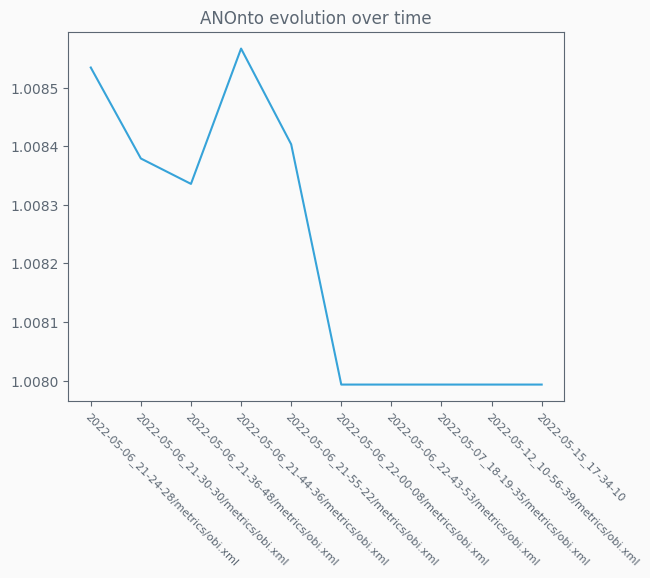 ANOnto evolution over time
1.0085
1.0084
1.0083
1.0082
1.0081
1.0080
2022-05-06_21-24-28/metrics/obi.xml
2022-05-06_21-30-30/metrics/obi.xml
2022-05-06_21-36-48/metrics/obi.xml
2022-05-06_21-44-36/metrics/obi.xml
2022-05-06_21-55-22/metrics/obi.xml
2022-05-06_22-00-08/metrics/obi.xml
2022-05-06_22-43-53/metrics/obi.xml
2022-05-07_18-19-35/metrics/obi.xml
2022-05-12_10-56-39/metrics/obi.xml
2022-05-15_17-34-10